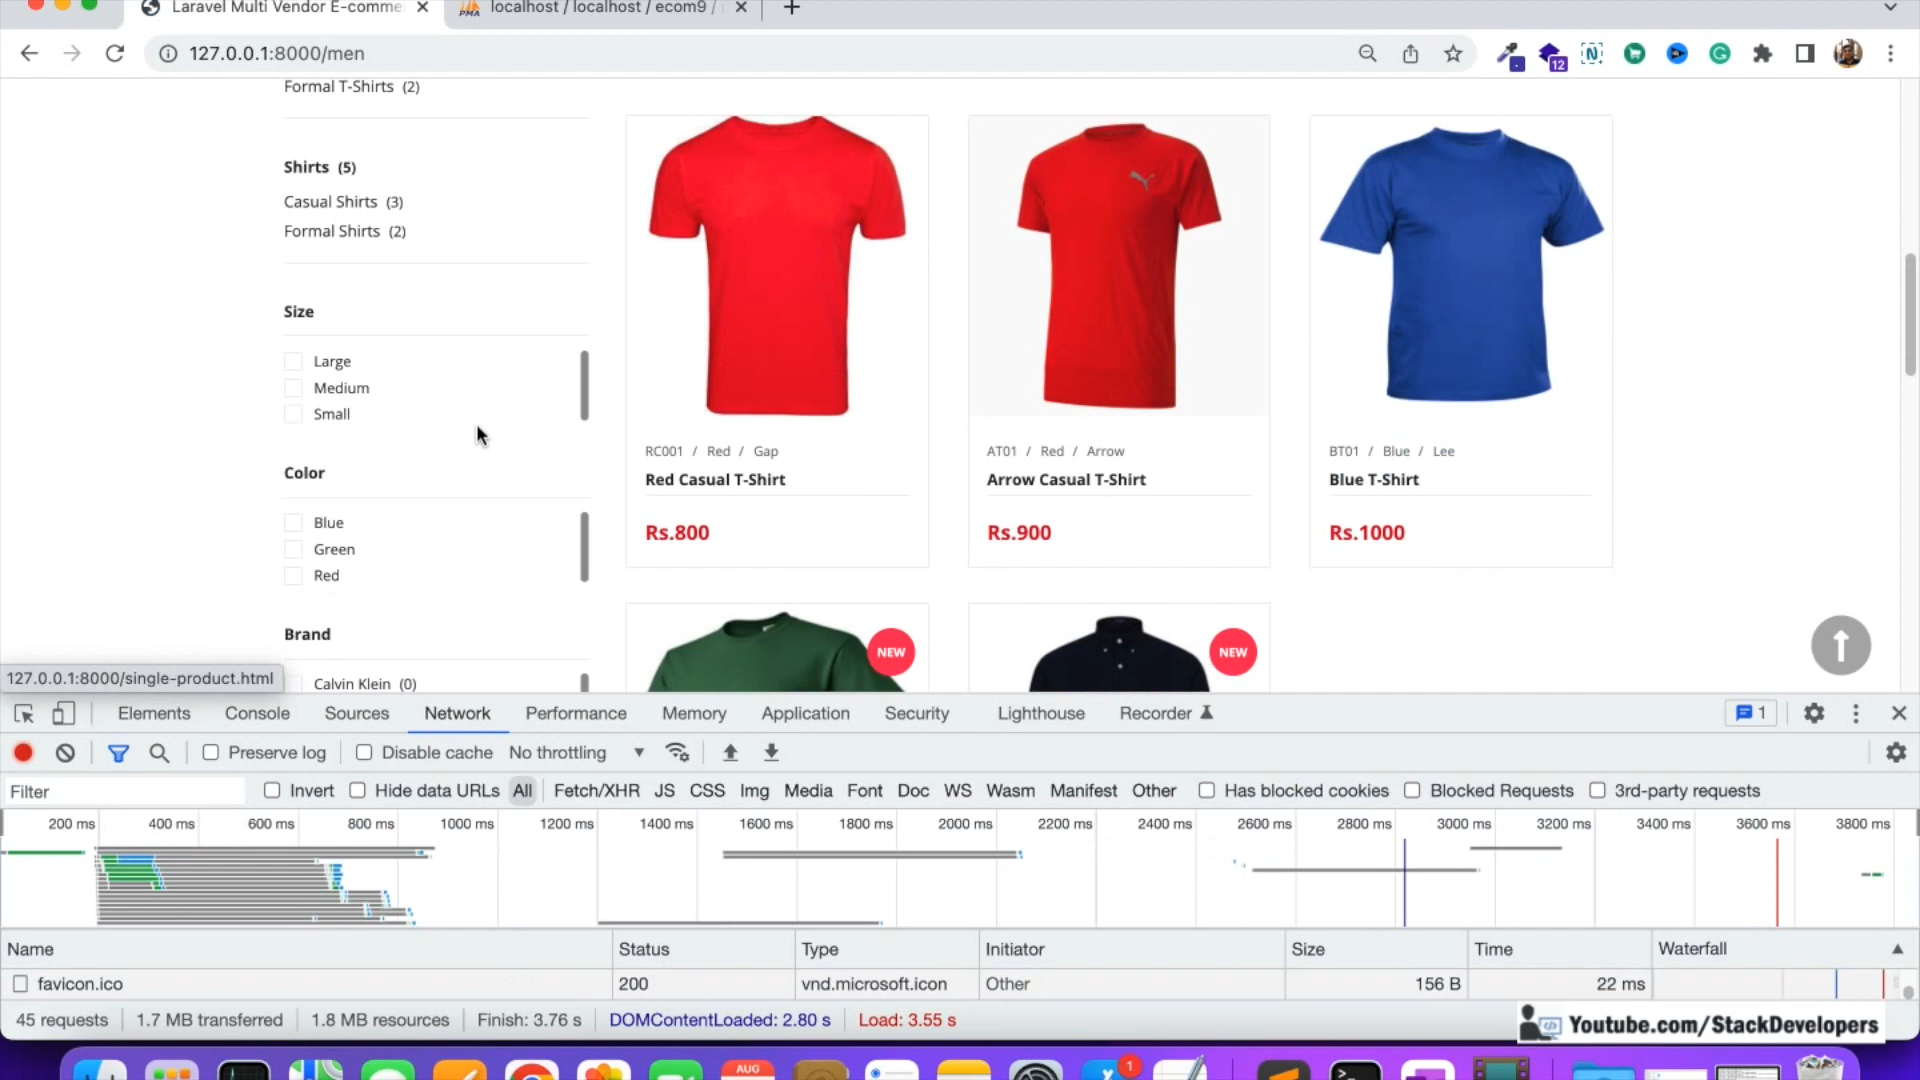 Laravel Multi Vendor E-comme
localhost / localhost / ecom9 /
PMA
127.0.0.1:8000/men
12
Formal T-Shirts (2)
Shirts (5)
Casual Shirts (3)
Formal Shirts (2)
Size
Large
Medium
Small
Color
Blue
Green
Red
Brand
Calvin Klein (0)
RC001 / Red / Gap
Red Casual T-Shirt
Rs.800
AT01 / Red / Arrow
Arrow Casual T-Shirt
Rs.900
BT01 / Blue / Lee
Blue T-Shirt
Rs.1000
NEW
NEW
127.0.0.1:8000/single-product.html
Elements Console Sources Network Performance Memory Application Security Lighthouse Recorder 1
Preserve log Disable cache No throttling
Filter Invert Hide data URLs All Fetch/XHR JS CSS Img Media Font Doc WS Wasm Manifest Other Has blocked cookies Blocked Requests 3rd-party requests
200 ms 400 ms 600 ms 800 ms 1000 ms 1200 ms 1400 ms 1600 ms 1800 ms 2000 ms 2200 ms 2400 ms 2600 ms 2800 ms 3000 ms 3200 ms 3400 ms 3600 ms 3800 ms
Name Status Type Initiator Size Time Waterfall
favicon.ico 200 vnd.microsoft.icon Other 156 B 22 ms
45 requests 1.7 MB transferred 1.8 MB resources Finish: 3.76 s DOMContentLoaded: 2.80 s Load: 3.55 s
Youtube.com/StackDevelopers
AUG
1